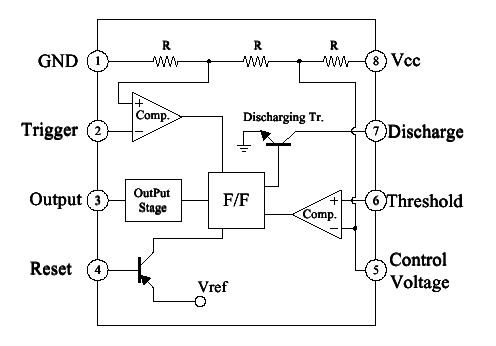 R R R
GND 1 8 Vcc
+
Comp.
−
Trigger 2
Discharging Tr.
7 Discharge
Output 3
OutPut
Stage
F/F
+
Comp.
−
6 Threshold
Reset 4
Vref
5 Control
Voltage